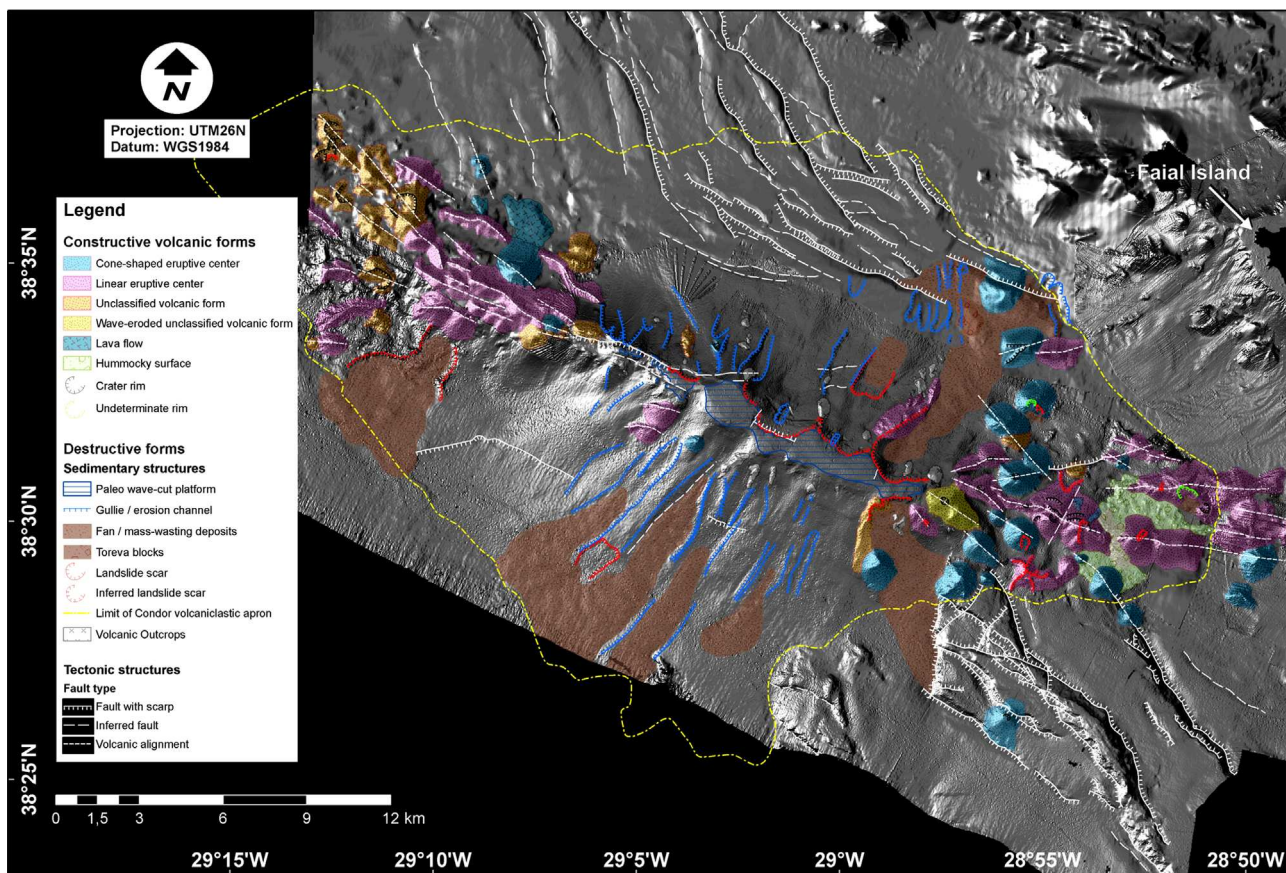 N
Projection: UTM26N
Datum: WGS1984
Faial Island
Legend
Constructive volcanic forms
Cone-shaped eruptive center
Linear eruptive center
Unclassified volcanic form
Wave-eroded unclassified volcanic form
Lava flow
Hummocky surface
Crater rim
Undeterminate rim
Destructive forms
Sedimentary structures
Paleo wave-cut platform
Gullie / erosion channel
Fan / mass-wasting deposits
Toreva blocks
Landslide scar
Inferred landslide scar
Limit of Condor volcaniclastic apron
Volcanic Outcrops
Tectonic structures
Fault type
Fault with scarp
Inferred fault
Volcanic alignment
38°35'N
38°30'N
38°25'N
0 1,5 3 6 9 12 km
29°15'W 29°10'W 29°5'W 29°W 28°55'W 28°50'W